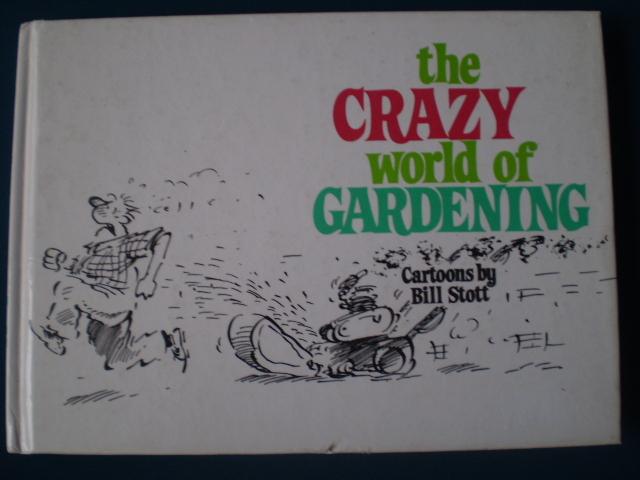 the
CRAZY
world of
GARDENING
Cartoons by
Bill Stott